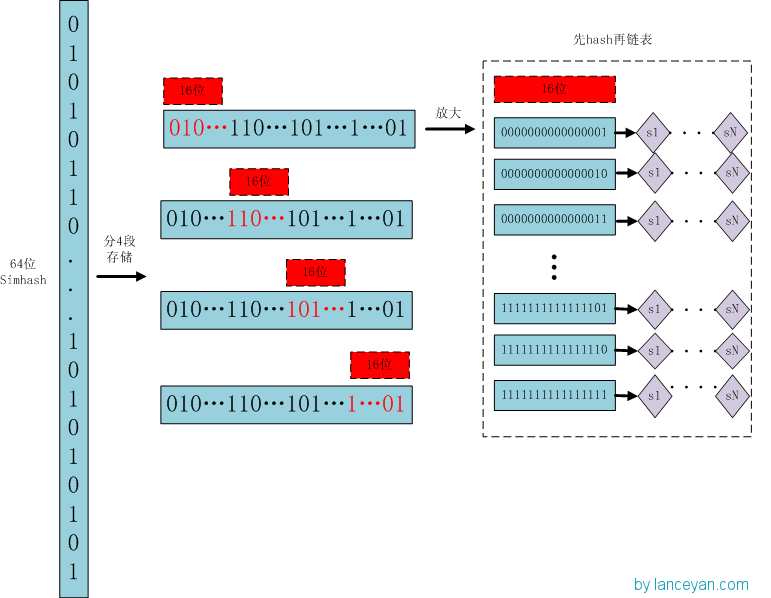 64位
Simhash
0
1
0
1
0
1
1
0
.
.
.
1
0
1
0
1
0
1
0
1
分4段
存储
16位
010…110…101…1…01
16位
010…110…101…1…01
16位
010…110…101…1…01
16位
010…110…101…1…01
放大
先hash再链表
16位
0000000000000001 s1 · · · sN
0000000000000010 s1 · · · sN
0000000000000011 s1 · · · sN
1111111111111101 s1 · · · sN
1111111111111110 s1 · · · sN
1111111111111111 s1 · · · · sN
by lanceyan.com